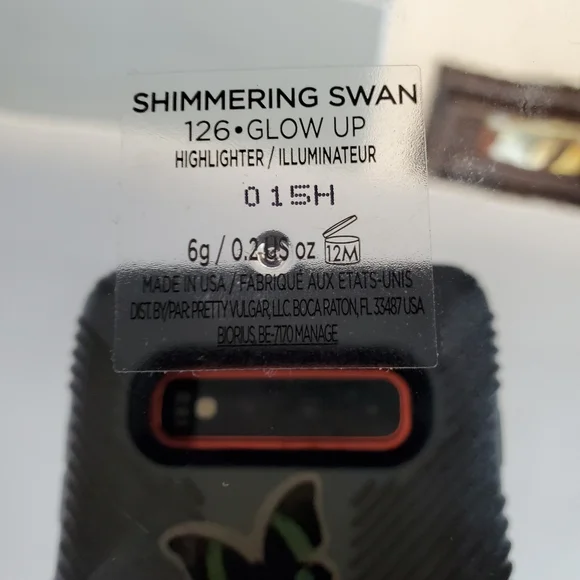 SHIMMERING SWAN
126•GLOW UP
HIGHLIGHTER / ILLUMINATEUR
015H
6g / 0.2 US oz 12M
MADE IN USA / FABRIQUÉ AUX ETATS-UNIS
DIST. BY/PAR: PRETTY VULGAR, LLC. BOCA RATON, FL 33487 USA
BIORIUS, BE-7170 MANAGE